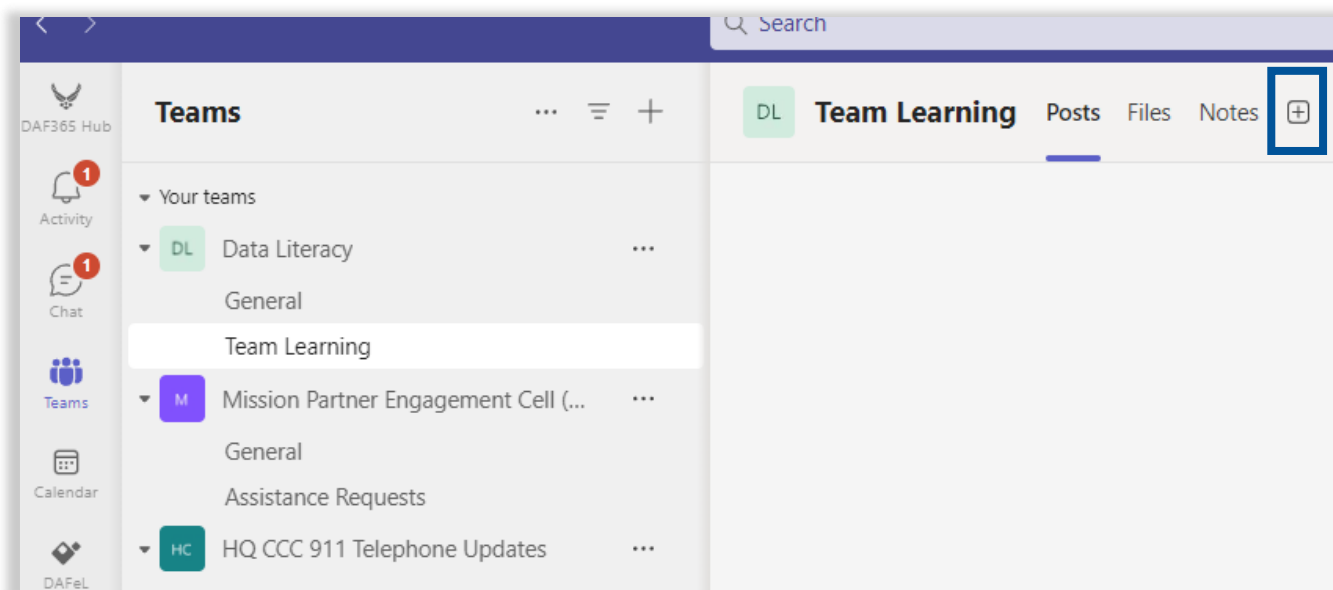 Search
DAF365 Hub
Activity
1
Chat
1
Teams
Calendar
DAFeL
Teams
Your teams
DL Data Literacy
General
Team Learning
M Mission Partner Engagement Cell (...
General
Assistance Requests
HC HQ CCC 911 Telephone Updates
DL Team Learning Posts Files Notes